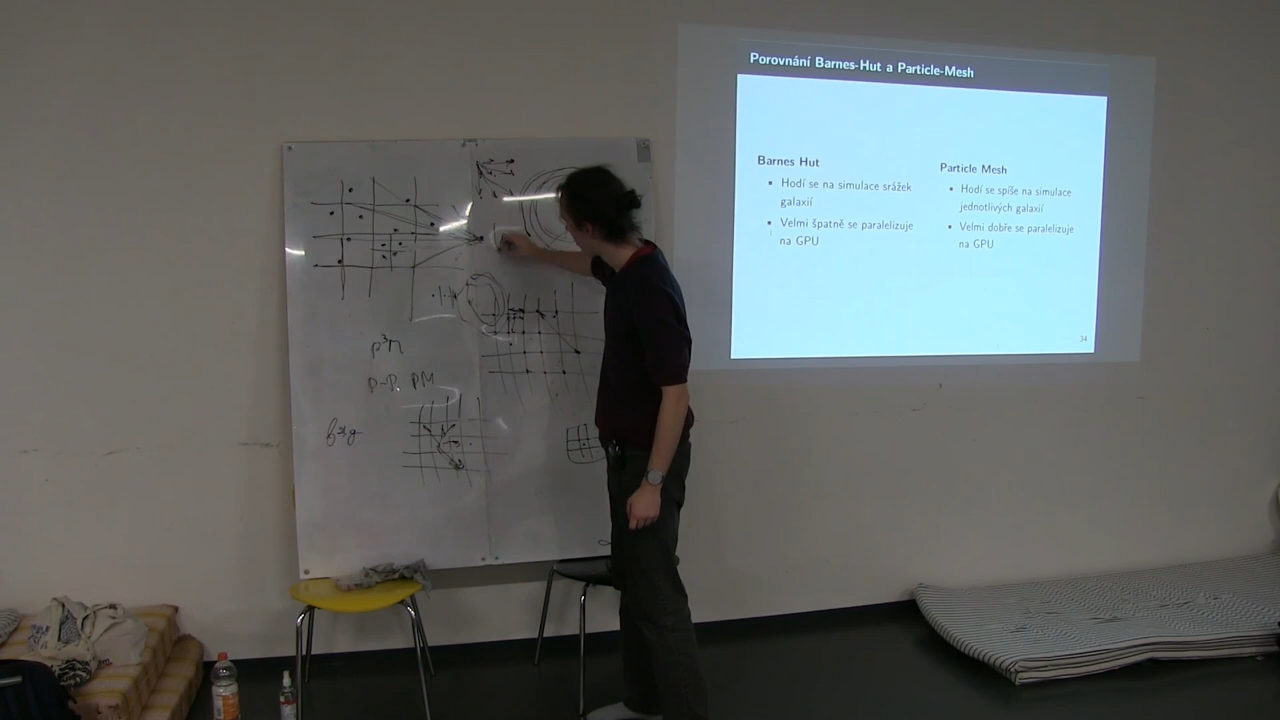 p³m
p-p, PM
f*g
Porovnání Barnes-Hut a Particle-Mesh
Barnes Hut
Hodí se na simulace srážek
galaxií
Velmi špatně se paralelizuje
na GPU
Particle Mesh
Hodí se spíše na simulace
jednotlivých galaxií
Velmi dobře se paralelizuje
na GPU
34